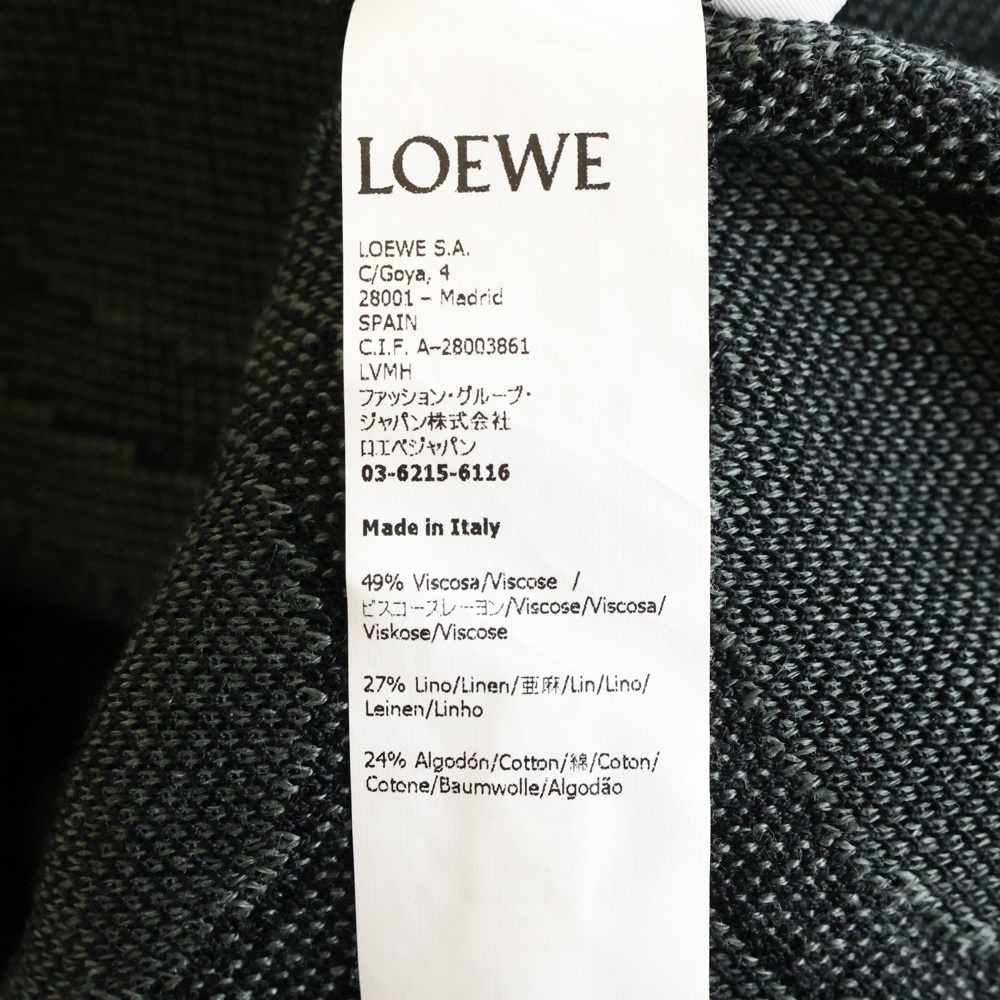 LOEWE
LOEWE S.A.
C/Goya, 4
28001 – Madrid
SPAIN
C.I.F. A–28003861
LVMH
ファッション・グループ・
ジャパン株式会社
ロエベジャパン
03-6215-6116
Made in Italy
49% Viscosa/Viscose /
ビスコースレーヨン/Viscose/Viscosa/
Viskose/Viscose
27% Lino/Linen/亜麻/Lin/Lino/
Leinen/Linho
24% Algodón/Cotton/綿/Coton/
Cotone/Baumwolle/Algodão